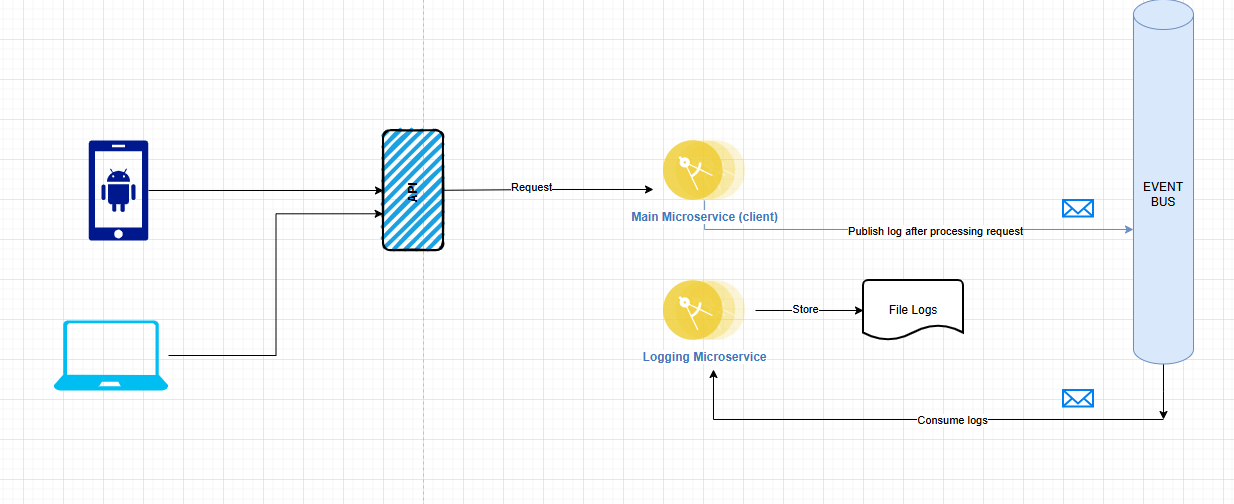 API
Request
Main Microservice (client)
EVENT
BUS
Publish log after processing request
Store
File Logs
Logging Microservice
Consume logs